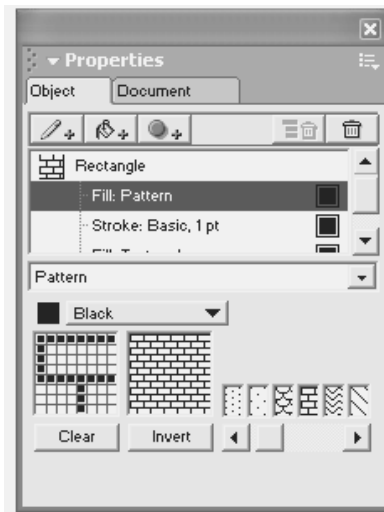 Properties
Object Document
Rectangle
Fill: Pattern
Stroke: Basic, 1 pt
Pattern
Black
Clear Invert